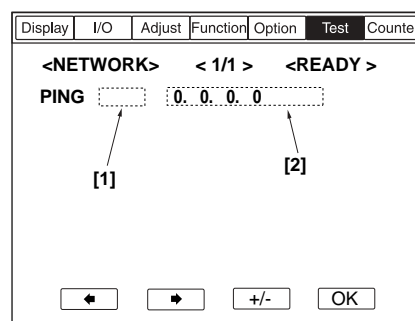 Display I/O Adjust Function Option Test Counte
<NETWORK> < 1/1 > <READY >
PING 0. 0. 0. 0
[1] [2]
+/- OK